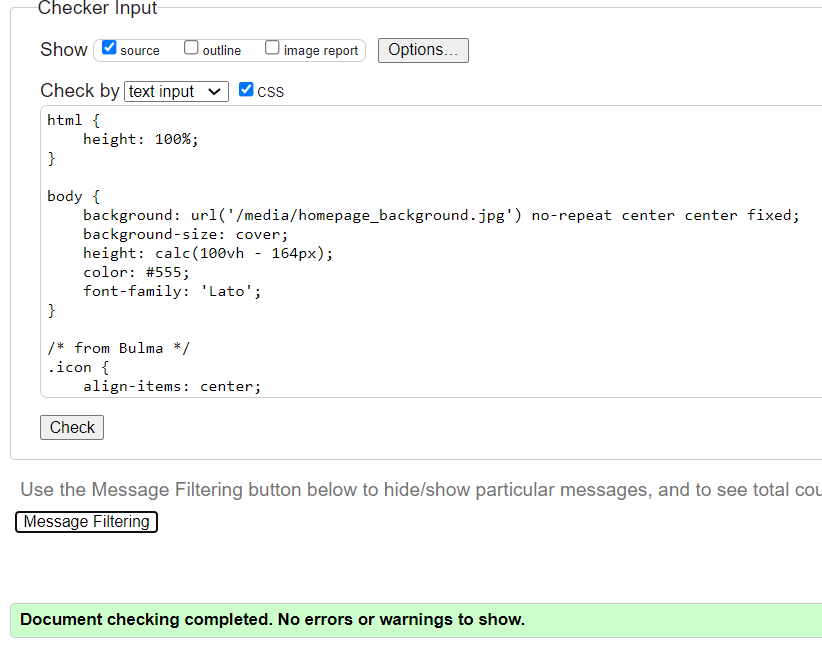 Checker Input
Show source outline image report Options...
Check by text input CSS
html {
    height: 100%;
}
body {
    background: url('/media/homepage_background.jpg') no-repeat center center fixed;
    background-size: cover;
    height: calc(100vh - 164px);
    color: #555;
    font-family: 'Lato';
}
/* from Bulma */
.icon {
    align-items: center;
Check
Use the Message Filtering button below to hide/show particular messages, and to see total cou
Message Filtering
Document checking completed. No errors or warnings to show.